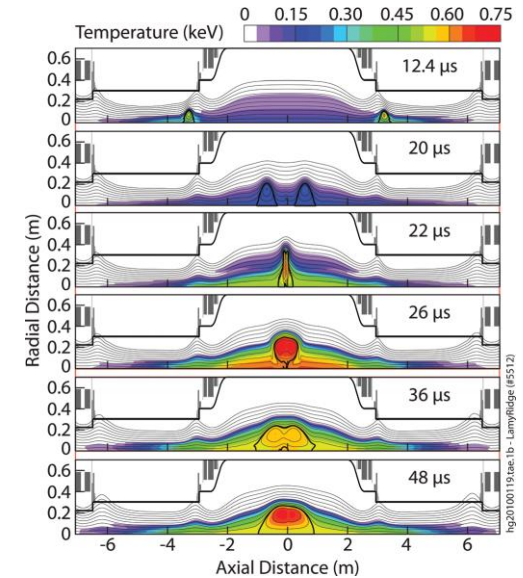 Temperature (keV)
0 0.15 0.30 0.45 0.60 0.75
0.6
0.4
0.2
0
12.4 µs
0.6
0.4
0.2
0
20 µs
0.6
0.4
0.2
0
22 µs
0.6
0.4
0.2
0
26 µs
0.6
0.4
0.2
0
36 µs
0.6
0.4
0.2
0
48 µs
-6 -4 -2 0 2 4 6
Axial Distance (m)
Radial Distance (m)
hg20100119.tae.1b - LamyRidge (#5512)